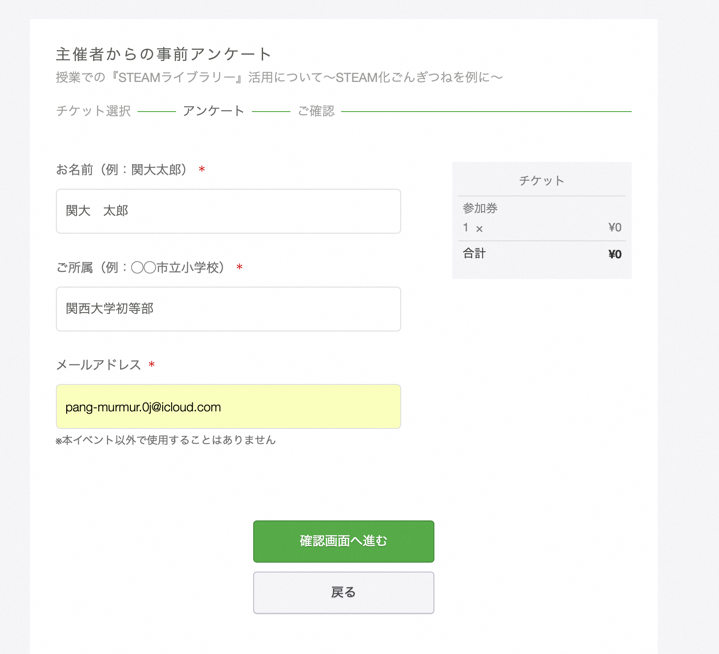 主催者からの事前アンケート
授業での『STEAMライブラリー』活用について〜STEAM化ごんぎつねを例に〜
チケット選択 アンケート ご確認
お名前（例：関大太郎） *
関大　太郎
ご所属（例：◯◯市立小学校） *
関西大学初等部
メールアドレス *
pang-murmur.0j@icloud.com
※本イベント以外で使用することはありません
チケット
参加券
1 × ¥0
合計 ¥0
確認画面へ進む
戻る